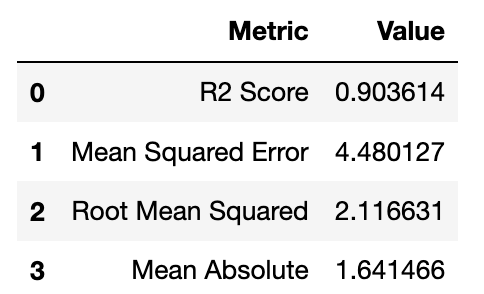 Metric Value
0 R2 Score 0.903614
1 Mean Squared Error 4.480127
2 Root Mean Squared 2.116631
3 Mean Absolute 1.641466